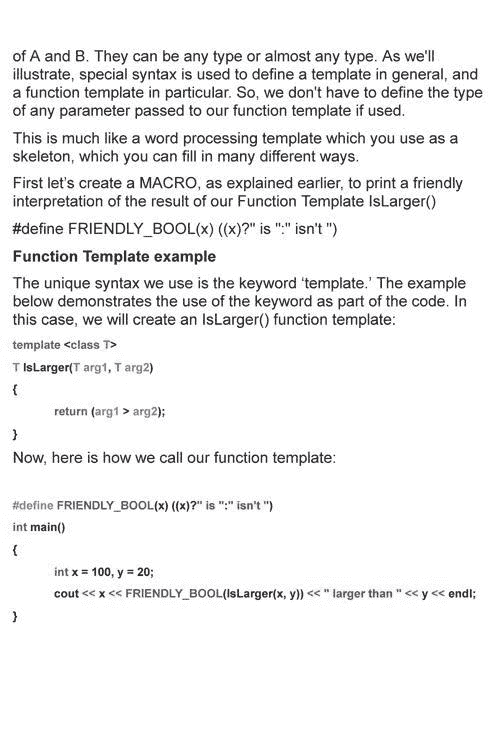 of A and B. They can be any type or almost any type. As we'll
illustrate, special syntax is used to define a template in general, and
a function template in particular. So, we don't have to define the type
of any parameter passed to our function template if used.
This is much like a word processing template which you use as a
skeleton, which you can fill in many different ways.
First let's create a MACRO, as explained earlier, to print a friendly
interpretation of the result of our Function Template IsLarger()
#define FRIENDLY_BOOL(x) ((x)?" is ":" isn't ")
Function Template example
The unique syntax we use is the keyword ‘template.’ The example
below demonstrates the use of the keyword as part of the code. In
this case, we will create an IsLarger() function template:
template <class T>
T IsLarger(T arg1, T arg2)
{
return (arg1 > arg2);
}
Now, here is how we call our function template:
#define FRIENDLY_BOOL(x) ((x)?" is ":" isn't ")
int main()
{
int x = 100, y = 20;
cout << x << FRIENDLY_BOOL(IsLarger(x, y)) << " larger than " << y << endl;
}